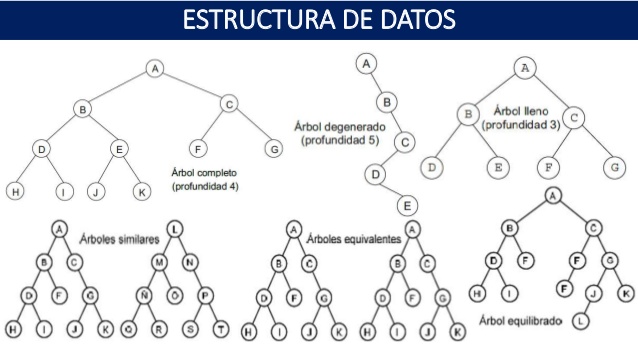 ESTRUCTURA DE DATOS
A
B C
D E F G
H I J K
Árbol completo
(profundidad 4)
A
B
C
D
E
Árbol degenerado
(profundidad 5)
A
B C
D E F G
Árbol lleno
(profundidad 3)
Árboles similares
A
B C
D F G
H I J K
L
M N
Ñ O P
Q R S T
Árboles equivalentes
A
B C
D F G
H I J K
A
B C
D F G
H I J K
A
B C
D F F G
H I F J K
L
Árbol equilibrado